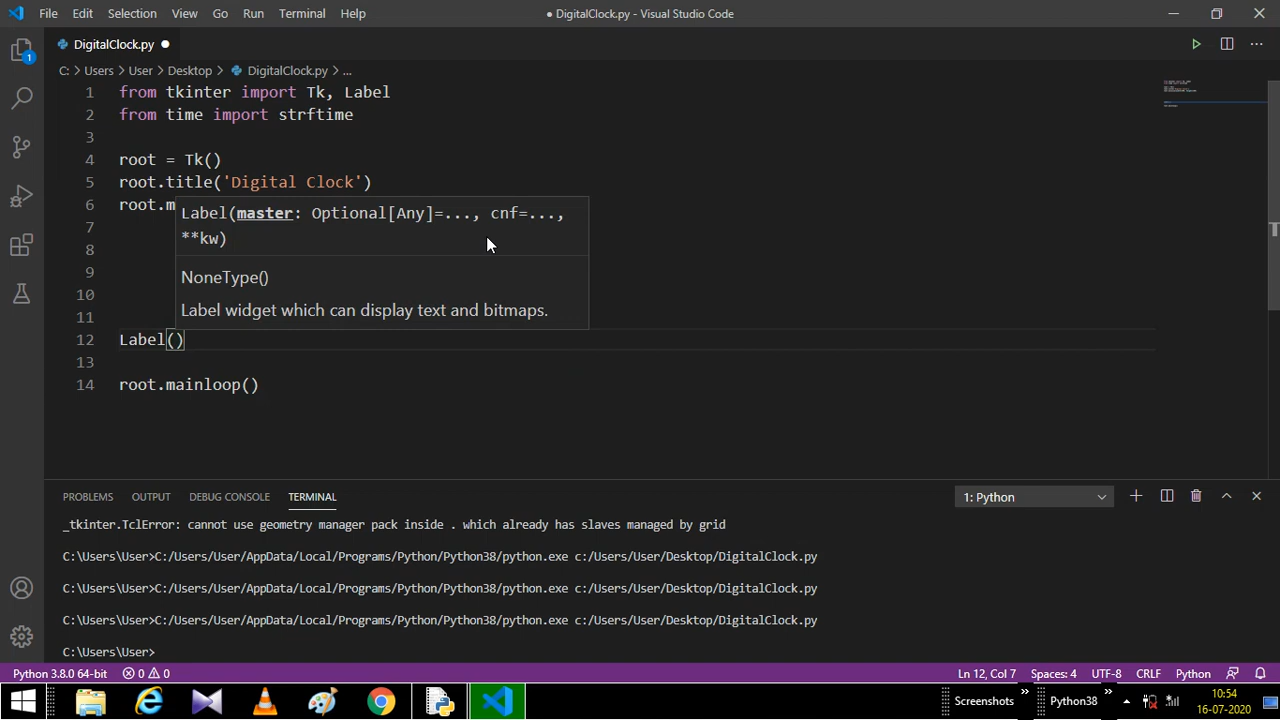 File Edit Selection View Go Run Terminal Help
● DigitalClock.py - Visual Studio Code
DigitalClock.py
C: > Users > User > Desktop > DigitalClock.py > ...
1 from tkinter import Tk, Label
2 from time import strftime
3
4 root = Tk()
5 root.title('Digital Clock')
6 root.m
Label(master: Optional[Any]=..., cnf=...,
7
**kw)
8
9
NoneType()
10
Label widget which can display text and bitmaps.
11
12 Label()
13
14 root.mainloop()
PROBLEMS OUTPUT DEBUG CONSOLE TERMINAL 1: Python
_tkinter.TclError: cannot use geometry manager pack inside . which already has slaves managed by grid
C:\Users\User>C:/Users/User/AppData/Local/Programs/Python/Python38/python.exe c:/Users/User/Desktop/DigitalClock.py
C:\Users\User>C:/Users/User/AppData/Local/Programs/Python/Python38/python.exe c:/Users/User/Desktop/DigitalClock.py
C:\Users\User>C:/Users/User/AppData/Local/Programs/Python/Python38/python.exe c:/Users/User/Desktop/DigitalClock.py
C:\Users\User>
Python 3.8.0 64-bit 0 0 Ln 12, Col 7 Spaces: 4 UTF-8 CRLF Python
Screenshots » Python38 » 10:54
16-07-2020